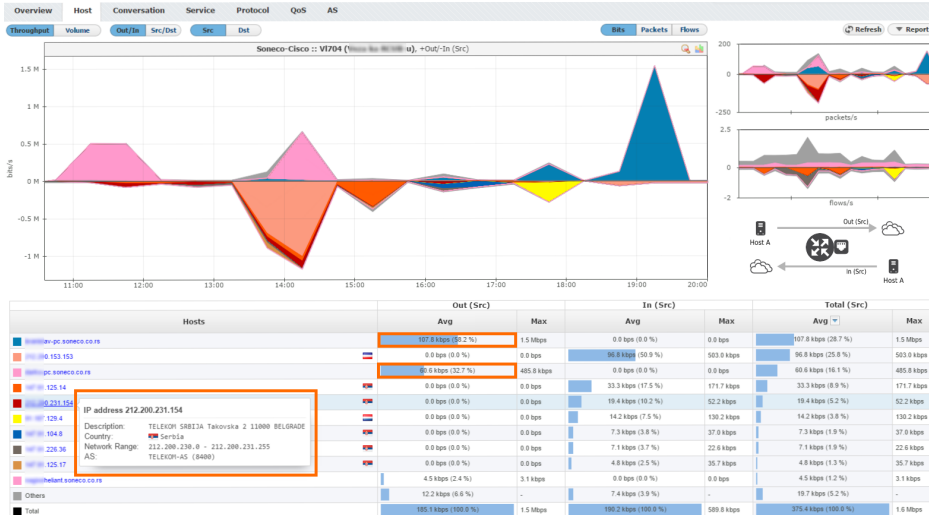 Overview Host Conversation Service Protocol QoS AS
Throughput Volume Out/In Src/Dst Src Dst Bits Packets Flows Refresh Report
Soneco-Cisco :: Vl704 ( u), +Out/-In (Src)
bits/s
1.5 M
1 M
0.5 M
0 M
-0.5 M
-1 M
11:00 12:00 13:00 14:00 15:00 16:00 17:00 18:00 19:00 20:00
200
0
-250
packets/s
2.5
0
-2
flows/s
Out (Src)
Host A
In (Src)
Host A
Hosts Out (Src) In (Src) Total (Src)
Avg Max Avg Max Avg Max
av-pc.soneco.co.rs 107.8 kbps (58.2 %) 1.5 Mbps 0.0 bps (0.0 %) 0.0 bps 107.8 kbps (28.7 %) 1.5 Mbps
0.153.153 0.0 bps (0.0 %) 0.0 bps 96.8 kbps (50.9 %) 503.0 kbps 96.8 kbps (25.8 %) 503.0 kbps
pc.soneco.co.rs 60.6 kbps (32.7 %) 485.8 kbps 0.0 bps (0.0 %) 0.0 bps 60.6 kbps (16.1 %) 485.8 kbps
.125.14 0.0 bps (0.0 %) 0.0 bps 33.3 kbps (17.5 %) 171.7 kbps 33.3 kbps (8.9 %) 171.7 kbps
0.231.154 0.0 bps (0.0 %) 0.0 bps 19.4 kbps (10.2 %) 52.2 kbps 19.4 kbps (5.2 %) 52.2 kbps
.129.4 0.0 bps (0.0 %) 0.0 bps 14.2 kbps (7.5 %) 130.2 kbps 14.2 kbps (3.8 %) 130.2 kbps
.104.8 0.0 bps (0.0 %) 0.0 bps 7.3 kbps (3.8 %) 37.0 kbps 7.3 kbps (1.9 %) 37.0 kbps
.226.36 0.0 bps (0.0 %) 0.0 bps 7.1 kbps (3.7 %) 22.6 kbps 7.1 kbps (1.9 %) 22.6 kbps
.125.17 0.0 bps (0.0 %) 0.0 bps 4.8 kbps (2.5 %) 35.7 kbps 4.8 kbps (1.3 %) 35.7 kbps
heliant.soneco.co.rs 4.5 kbps (2.4 %) 3.1 kbps 0.0 bps (0.0 %) 0.0 bps 4.5 kbps (1.2 %) 3.1 kbps
Others 12.2 kbps (6.6 %) - 7.4 kbps (3.9 %) - 19.7 kbps (5.2 %) -
Total 185.1 kbps (100.0 %) 1.5 Mbps 190.2 kbps (100.0 %) 589.8 kbps 375.4 kbps (100.0 %) 1.6 Mbps
IP address 212.200.231.154
Description: TELEKOM SRBIJA Takovska 2 11000 BELGRADE
Country: Serbia
Network Range: 212.200.230.0 - 212.200.231.255
AS: TELEKOM-AS (8400)